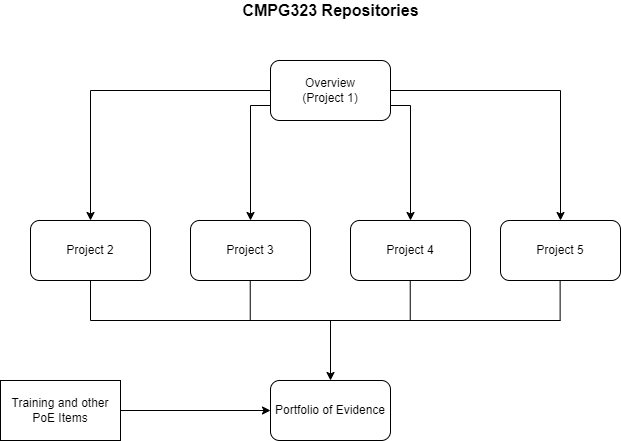 CMPG323 Repositories
Overview
(Project 1)
Project 2
Project 3
Project 4
Project 5
Training and other
PoE Items
Portfolio of Evidence